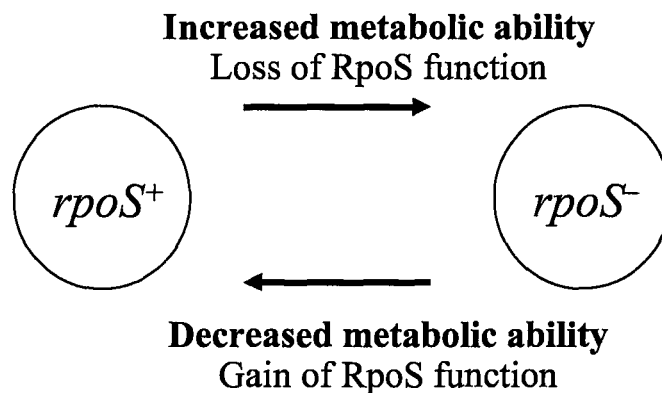 Increased metabolic ability
Loss of RpoS function
rpoS⁺
rpoS⁻
Decreased metabolic ability
Gain of RpoS function